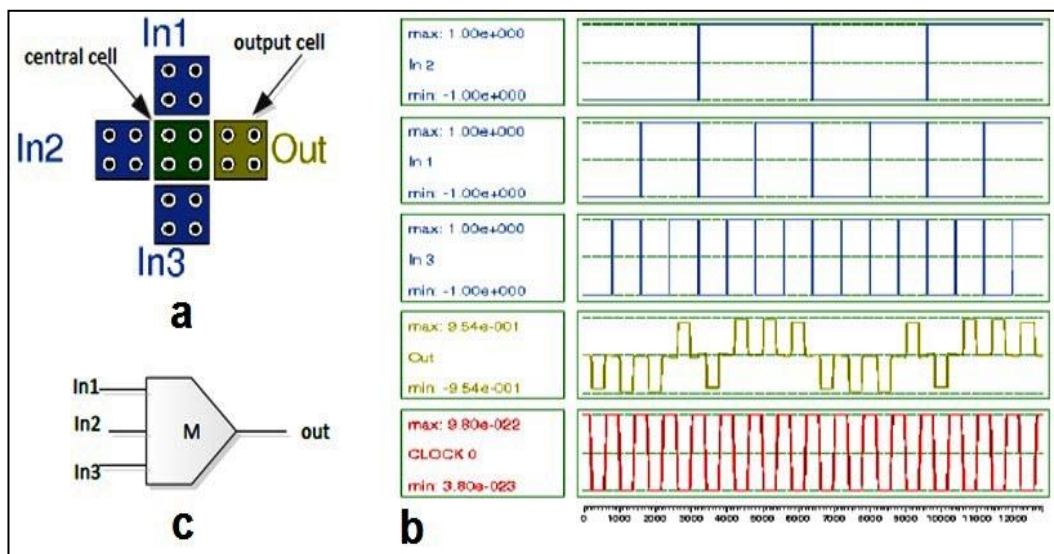 In1
central cell
output cell
In2
Out
In3
a
In1
In2
In3
M
out
c
max: 1.00e+000
In 2
min: -1.00e+000
max: 1.00e+000
In 1
min: -1.00e+000
max: 1.00e+000
In 3
min: -1.00e+000
max: 9.54e-001
Out
min: -9.54e-001
max: 9.80e-022
CLOCK 0
min: 3.80e-023
0 1000 2000 3000 4000 5000 6000 7000 8000 9000 10000 11000 12000
b